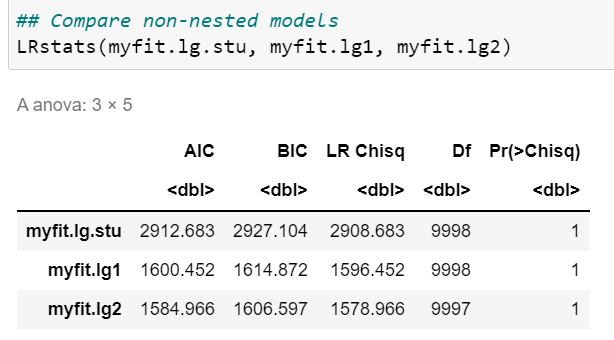 ## Compare non-nested models
LRstats(myfit.lg.stu, myfit.lg1, myfit.lg2)
A anova: 3 × 5
AIC BIC LR Chisq Df Pr(>Chisq)
<dbl> <dbl> <dbl> <dbl> <dbl>
myfit.lg.stu 2912.683 2927.104 2908.683 9998 1
myfit.lg1 1600.452 1614.872 1596.452 9998 1
myfit.lg2 1584.966 1606.597 1578.966 9997 1